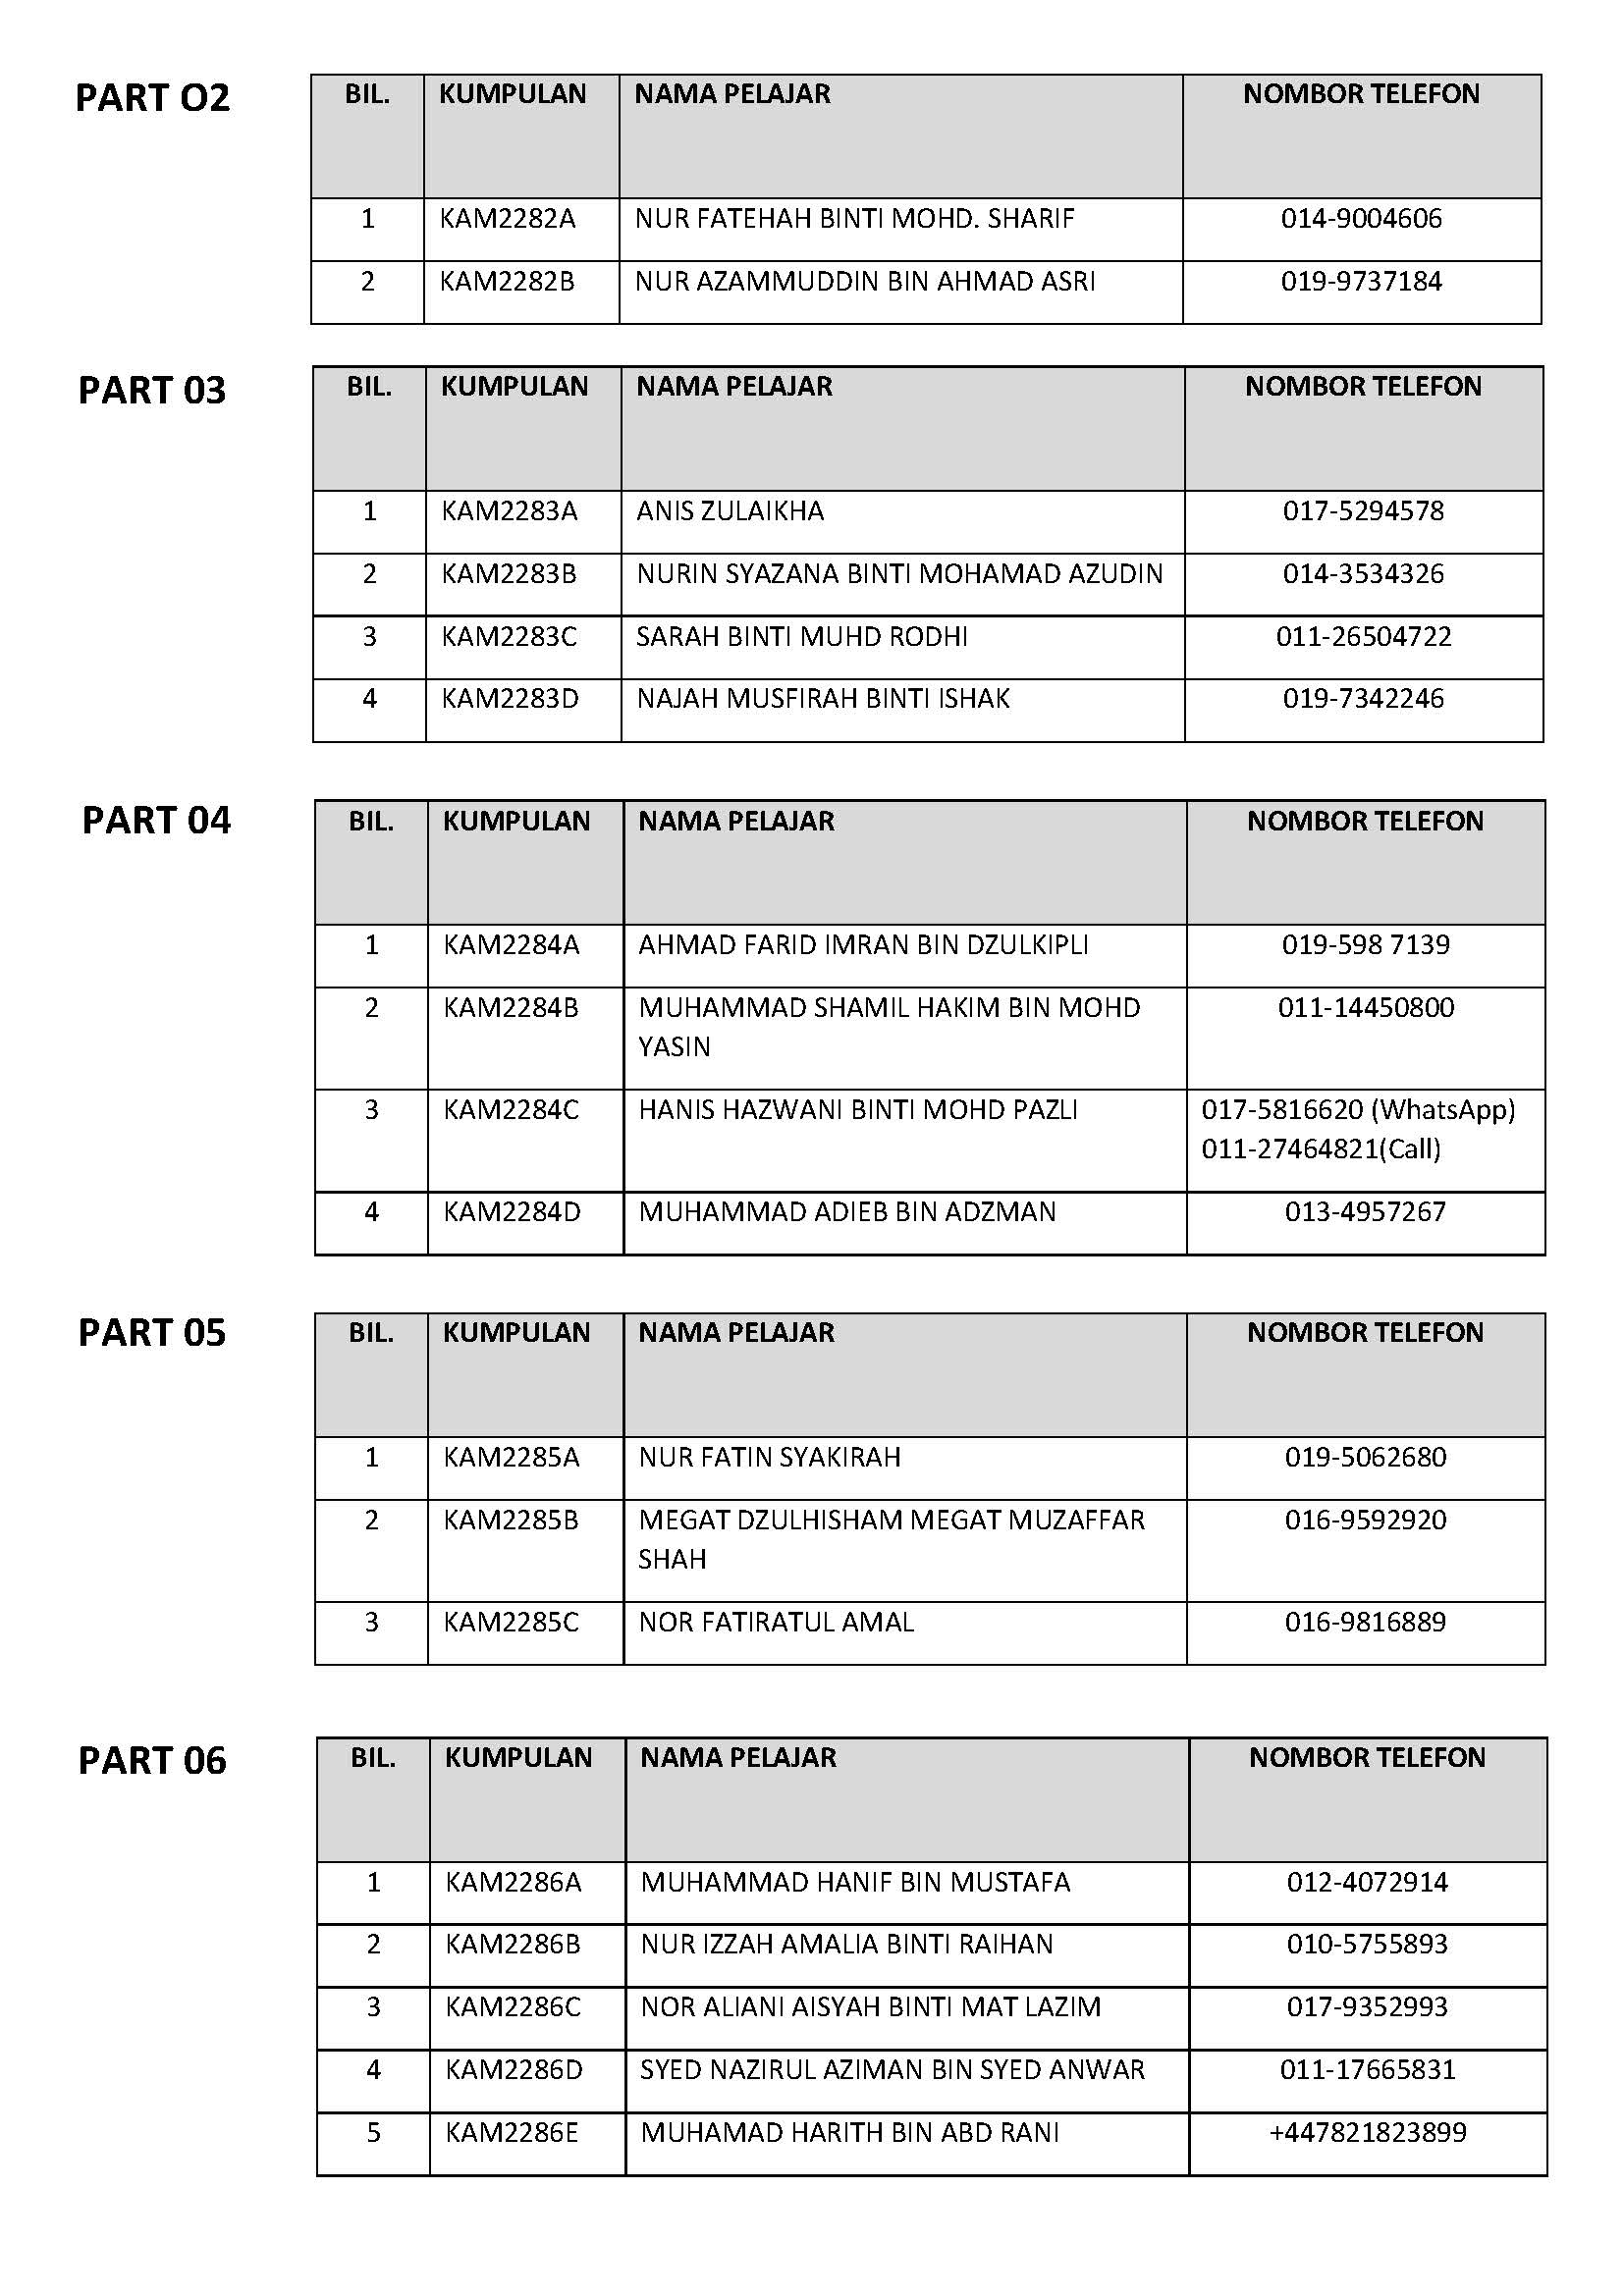 PART O2
BIL. KUMPULAN NAMA PELAJAR NOMBOR TELEFON
1 KAM2282A NUR FATEHAH BINTI MOHD. SHARIF 014-9004606
2 KAM2282B NUR AZAMMUDDIN BIN AHMAD ASRI 019-9737184
PART 03
BIL. KUMPULAN NAMA PELAJAR NOMBOR TELEFON
1 KAM2283A ANIS ZULAIKHA 017-5294578
2 KAM2283B NURIN SYAZANA BINTI MOHAMAD AZUDIN 014-3534326
3 KAM2283C SARAH BINTI MUHD RODHI 011-26504722
4 KAM2283D NAJAH MUSFIRAH BINTI ISHAK 019-7342246
PART 04
BIL. KUMPULAN NAMA PELAJAR NOMBOR TELEFON
1 KAM2284A AHMAD FARID IMRAN BIN DZULKIPLI 019-598 7139
2 KAM2284B MUHAMMAD SHAMIL HAKIM BIN MOHD 011-14450800
YASIN
3 KAM2284C HANIS HAZWANI BINTI MOHD PAZLI 017-5816620 (WhatsApp)
011-27464821(Call)
4 KAM2284D MUHAMMAD ADIEB BIN ADZMAN 013-4957267
PART 05
BIL. KUMPULAN NAMA PELAJAR NOMBOR TELEFON
1 KAM2285A NUR FATIN SYAKIRAH 019-5062680
2 KAM2285B MEGAT DZULHISHAM MEGAT MUZAFFAR 016-9592920
SHAH
3 KAM2285C NOR FATIRATUL AMAL 016-9816889
PART 06
BIL. KUMPULAN NAMA PELAJAR NOMBOR TELEFON
1 KAM2286A MUHAMMAD HANIF BIN MUSTAFA 012-4072914
2 KAM2286B NUR IZZAH AMALIA BINTI RAIHAN 010-5755893
3 KAM2286C NOR ALIANI AISYAH BINTI MAT LAZIM 017-9352993
4 KAM2286D SYED NAZIRUL AZIMAN BIN SYED ANWAR 011-17665831
5 KAM2286E MUHAMAD HARITH BIN ABD RANI +447821823899